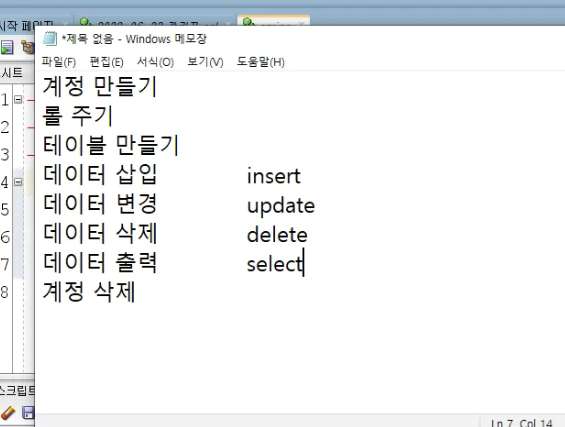 시작 페이지
*제목 없음 - Windows 메모장
파일(F) 편집(E) 서식(O) 보기(V) 도움말(H)
시트
1
2
3
4
5
6
7
8
계정 만들기
롤 주기
테이블 만들기
데이터 삽입 insert
데이터 변경 update
데이터 삭제 delete
데이터 출력 select
계정 삭제
스크립트
Ln 7, Col 14